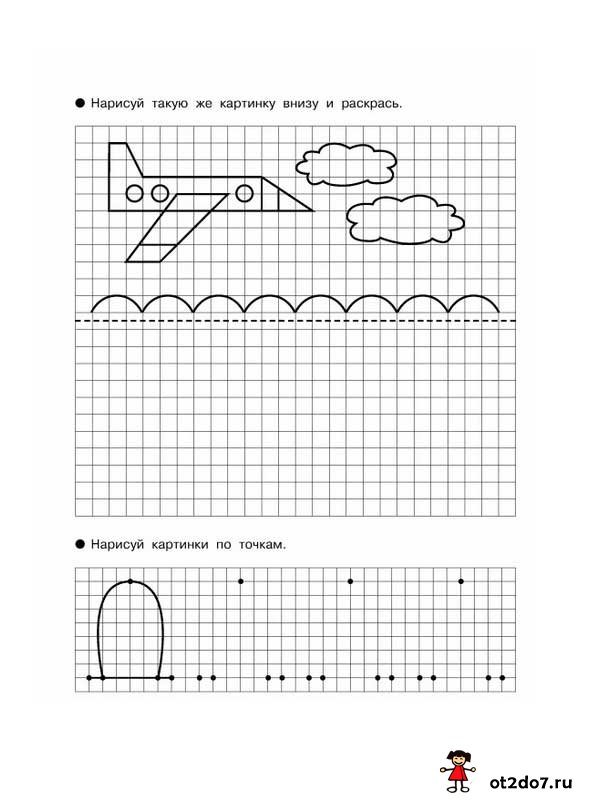 Нарисуй такую же картинку внизу и раскрась.
Нарисуй картинки по точкам.
ot2do7.ru